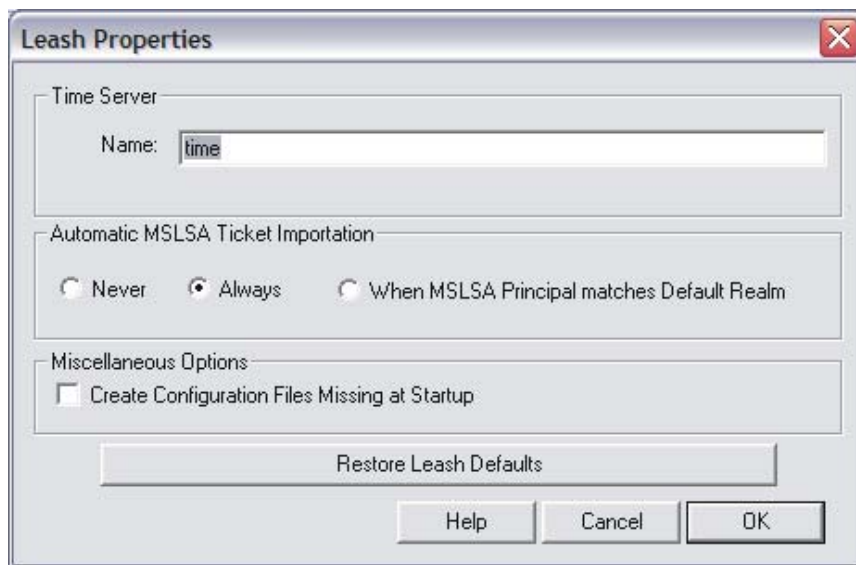 Leash Properties
Time Server
Name: time
Automatic MSLSA Ticket Importation
Never Always When MSLSA Principal matches Default Realm
Miscellaneous Options
Create Configuration Files Missing at Startup
Restore Leash Defaults
Help Cancel OK